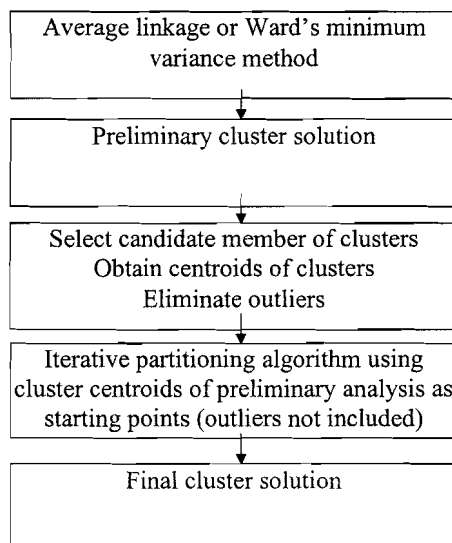 Average linkage or Ward's minimum
variance method
Preliminary cluster solution
Select candidate member of clusters
Obtain centroids of clusters
Eliminate outliers
Iterative partitioning algorithm using
cluster centroids of preliminary analysis as
starting points (outliers not included)
Final cluster solution